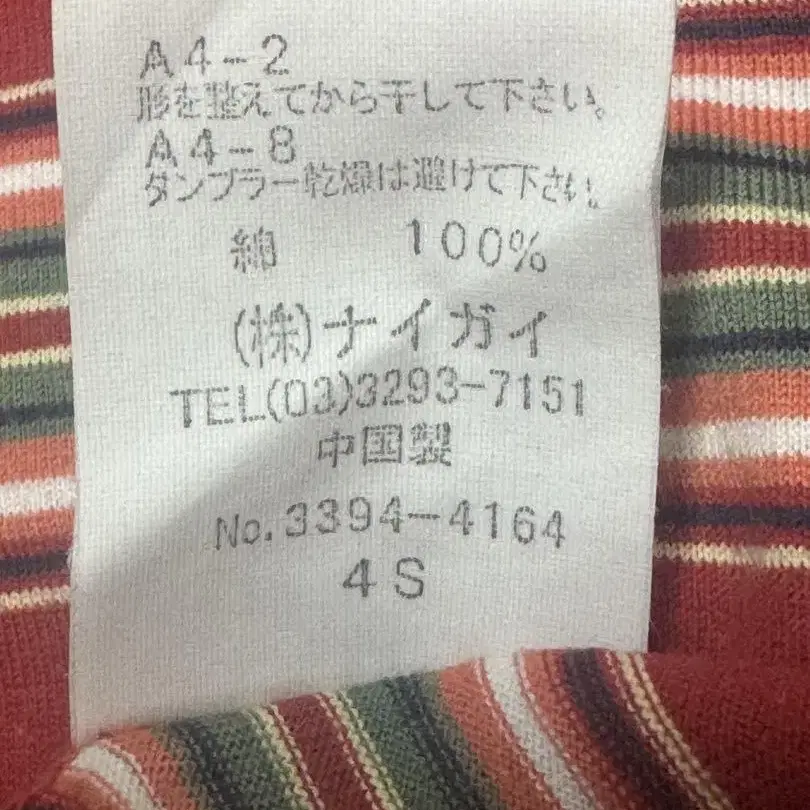 A4-2
形を整えてから干して下さい。
A4-8
タンブラー乾燥は避けて下さい。
綿 100%
(株)ナイガイ
TEL(03)3293-7151
中国製
No.3394-4164
4S